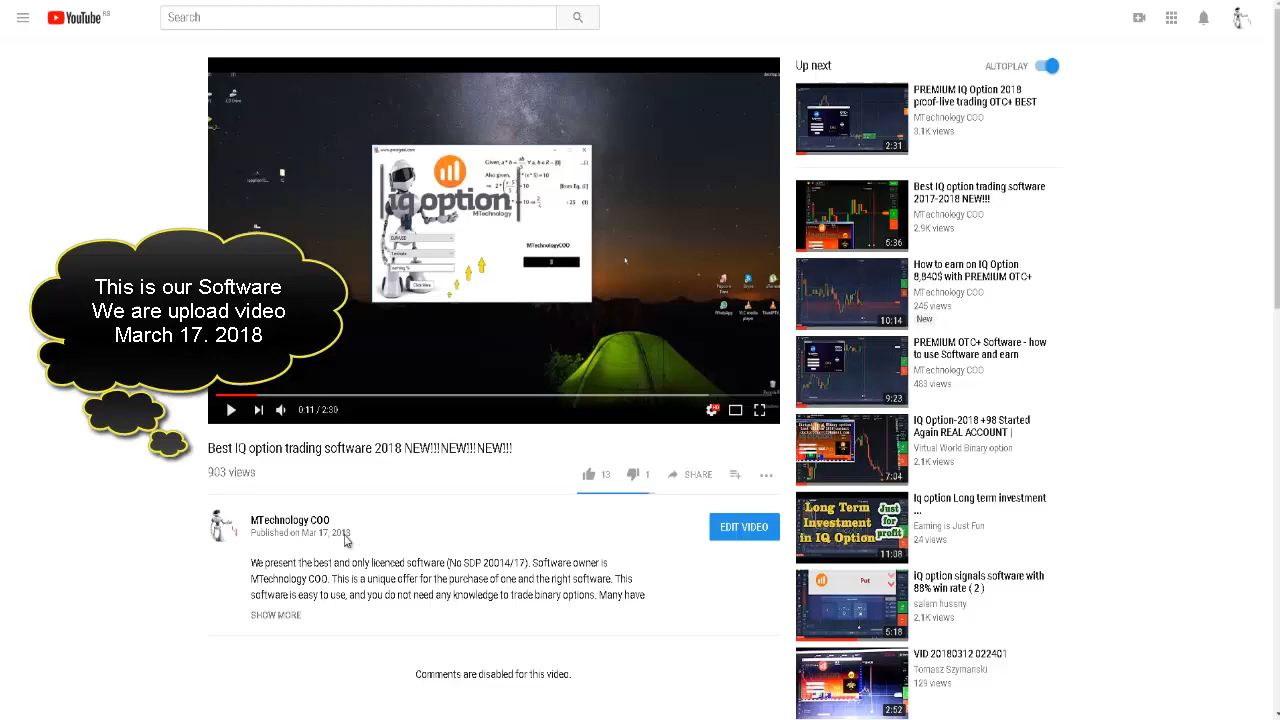 YouTube RS
Search
This is our Software
We are upload video
March 17. 2018
IQ option
MTechnology
MTechnologyCOO
EUR/USD
Click Here
0:11 / 2:30
Best IQ option trading software 2018 NEW!!!NEW!!!NEW!!!
903 views
13
1
SHARE
MTechnology COO
Published on Mar 17, 2018
EDIT VIDEO
We present the best and only licenced software (No SOP 20014/17). Software owner is
MTechnology COO. This is a unique offer for the purchase of one and the right software. This
software is easy to use, and you do not need any knowledge to trade binary options. Many here
SHOW MORE
Comments are disabled for this video.
Up next
AUTOPLAY
2:31
PREMIUM IQ Option 2018
proof-live trading OTC+ BEST
MTechnology COO
3.1K views
5:36
Best IQ option trading software
2017-2018 NEW!!!
MTechnology COO
2.9K views
10:14
How to earn on IQ Option
8,840$ with PREMIUM OTC+
MTechnology COO
245 views
New
9:23
PREMIUM OTC+ Software - how
to use Software and earn
MTechnology COO
483 views
7:04
IQ Option-2018 +98 Started
Again REAL ACCOUNT |
Virtual World Binary option
2.1K views
Long Term
Investment
in IQ Option
Just
for
profit
11:08
Iq option Long term investment
...
Earning is Just Fun
24 views
Put
5:18
iQ option signals software with
88% win rate ( 2 )
salem hussny
2.1K views
2:52
VID 20180312 022401
Tomasz Szymanski
129 views